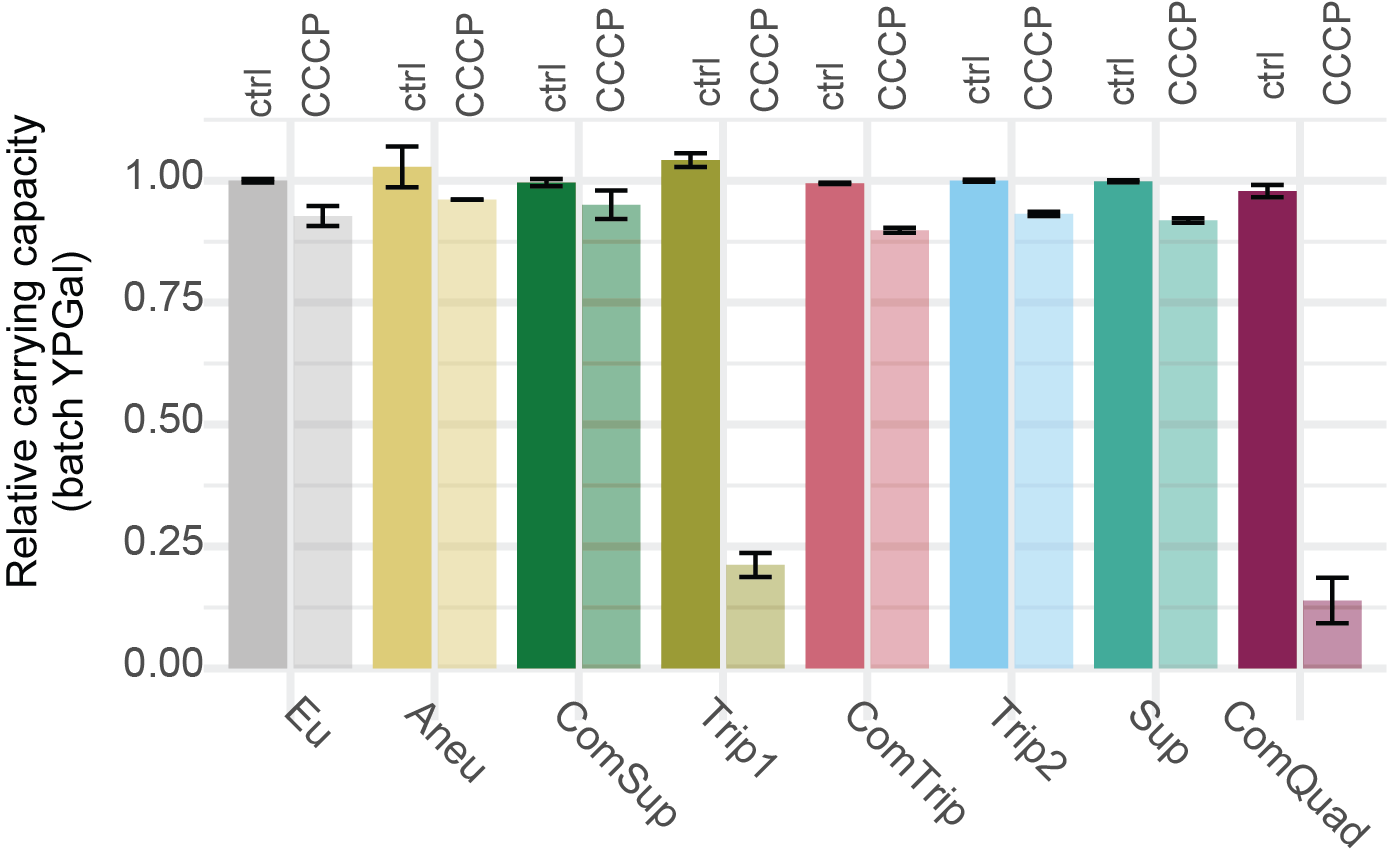 ctrl
CCCP
ctrl
CCCP
ctrl
CCCP
ctrl
CCCP
ctrl
CCCP
ctrl
CCCP
ctrl
CCCP
ctrl
CCCP
Relative carrying capacity
(batch YPGal)
1.00
0.75
0.50
0.25
0.00
Eu
Aneu
ComSup
Trip1
ComTrip
Trip2
Sup
ComQuad